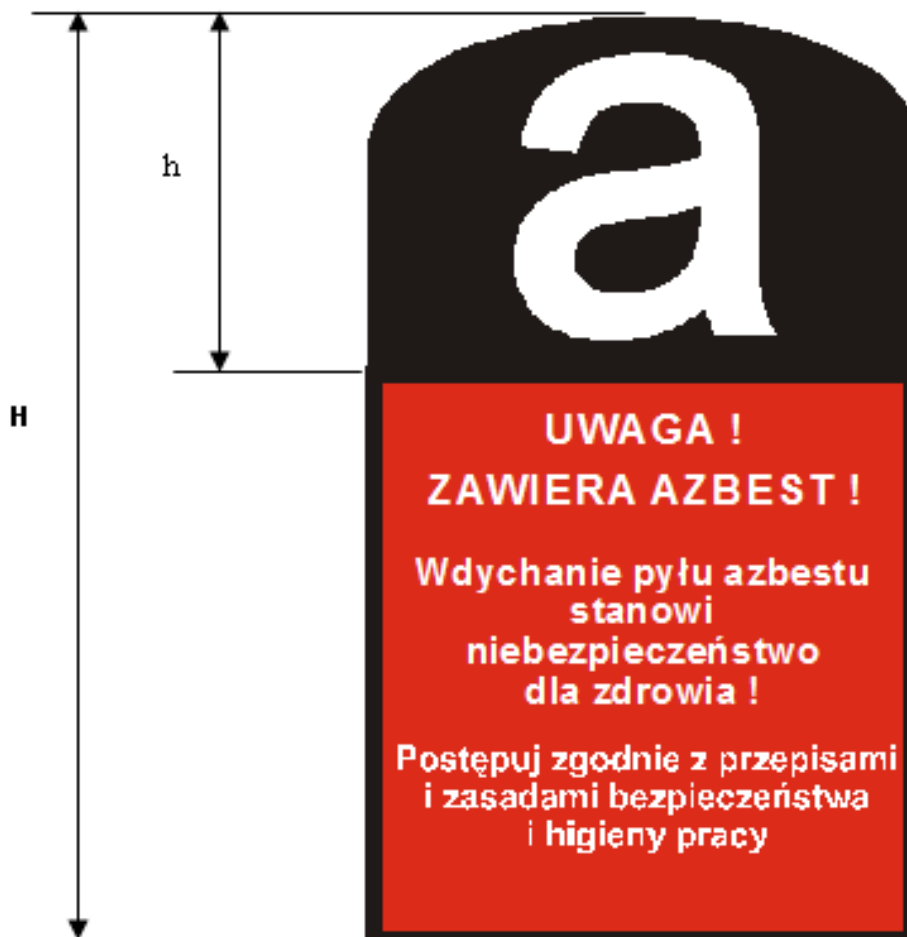 a
h
H
UWAGA !
ZAWIERA AZBEST !
Wdychanie pyłu azbestu
stanowi
niebezpieczeństwo
dla zdrowia !
Postępuj zgodnie z przepisami
i zasadami bezpieczeństwa
i higieny pracy